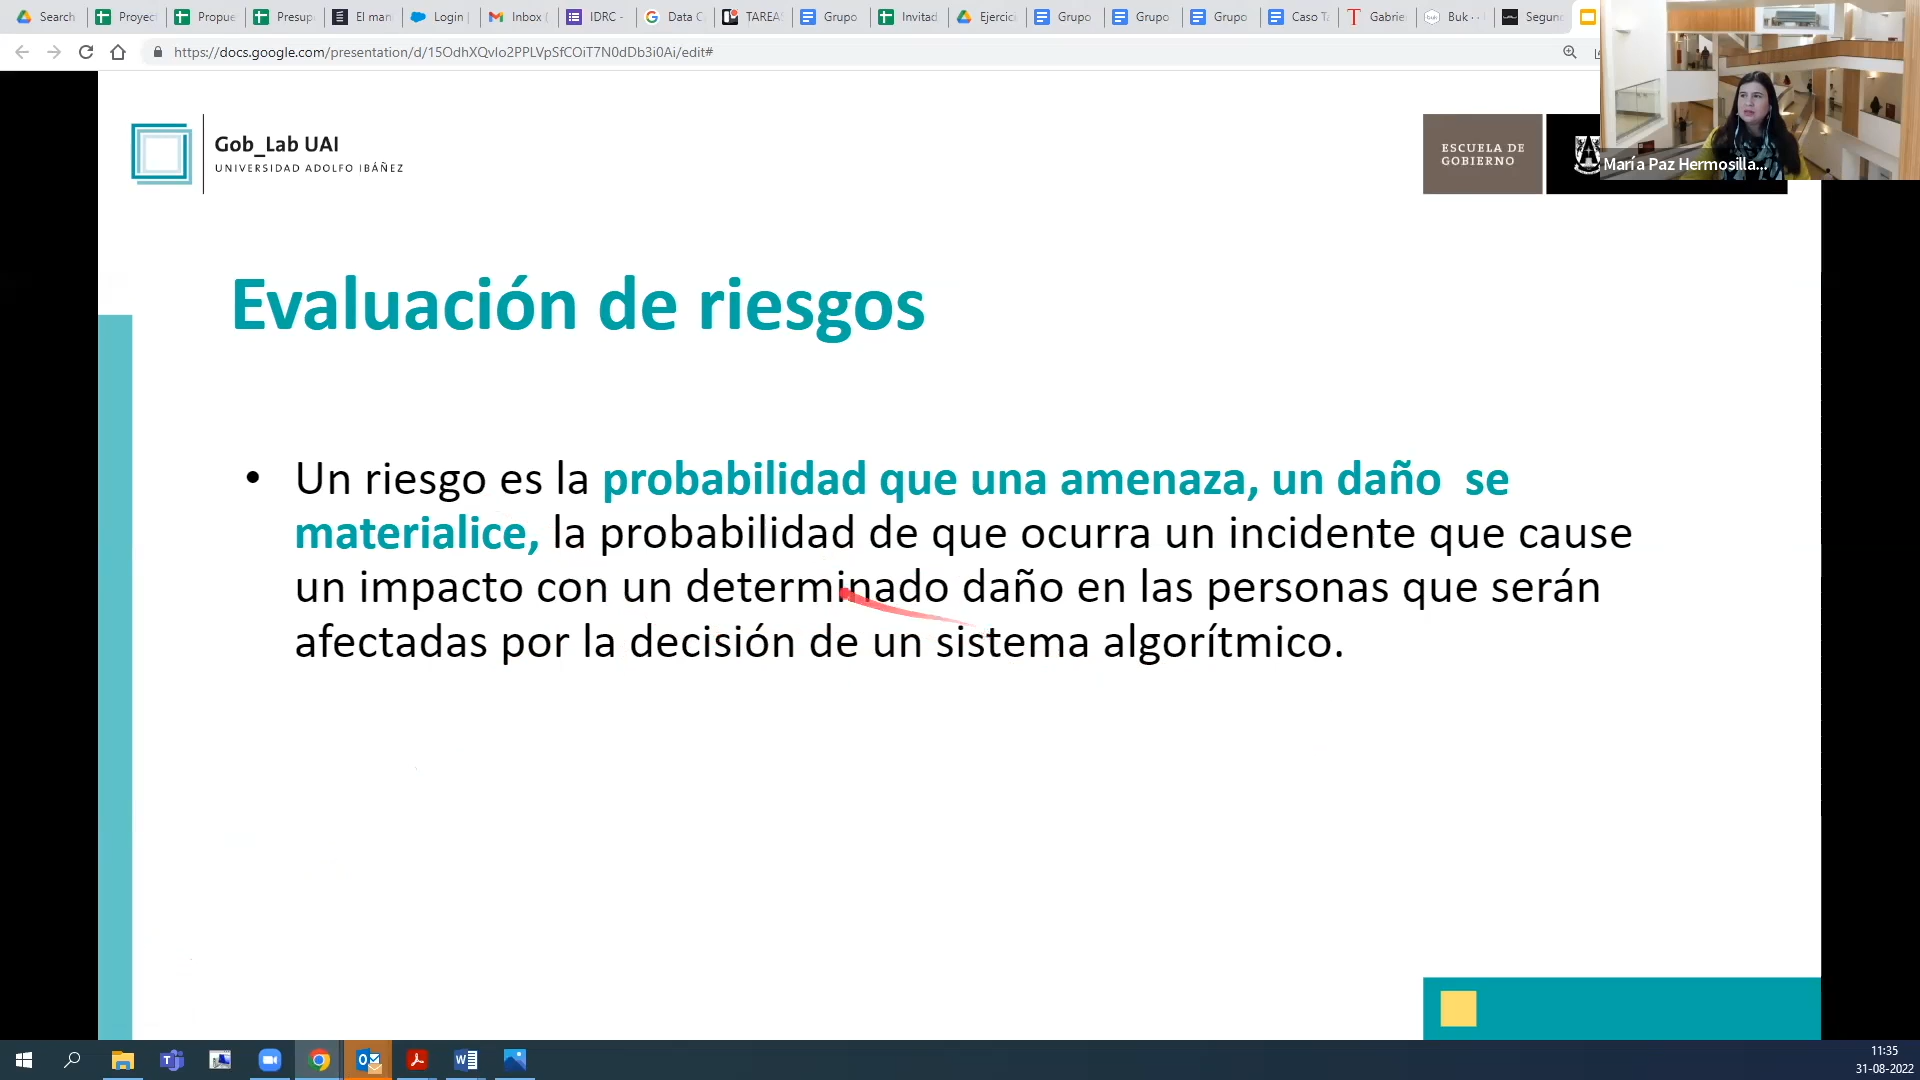 Search
Proyec
Propue
Presup
El man
Login |
Inbox (
IDRC -
Data C
TAREA
Grupo
Invitad
Ejercic
Grupo
Grupo
Grupo
Caso Ta
Gabrie
Buk
Segun
https://docs.google.com/presentation/d/15OdhXQvlo2PPLVpSfCOiT7N0dDb3i0Ai/edit#
Gob_Lab UAI
UNIVERSIDAD ADOLFO IBÁÑEZ
ESCUELA DE
GOBIERNO
María Paz Hermosilla...
Evaluación de riesgos
• Un riesgo es la probabilidad que una amenaza, un daño se
materialice, la probabilidad de que ocurra un incidente que cause
un impacto con un determinado daño en las personas que serán
afectadas por la decisión de un sistema algorítmico.
11:35
31-08-2022